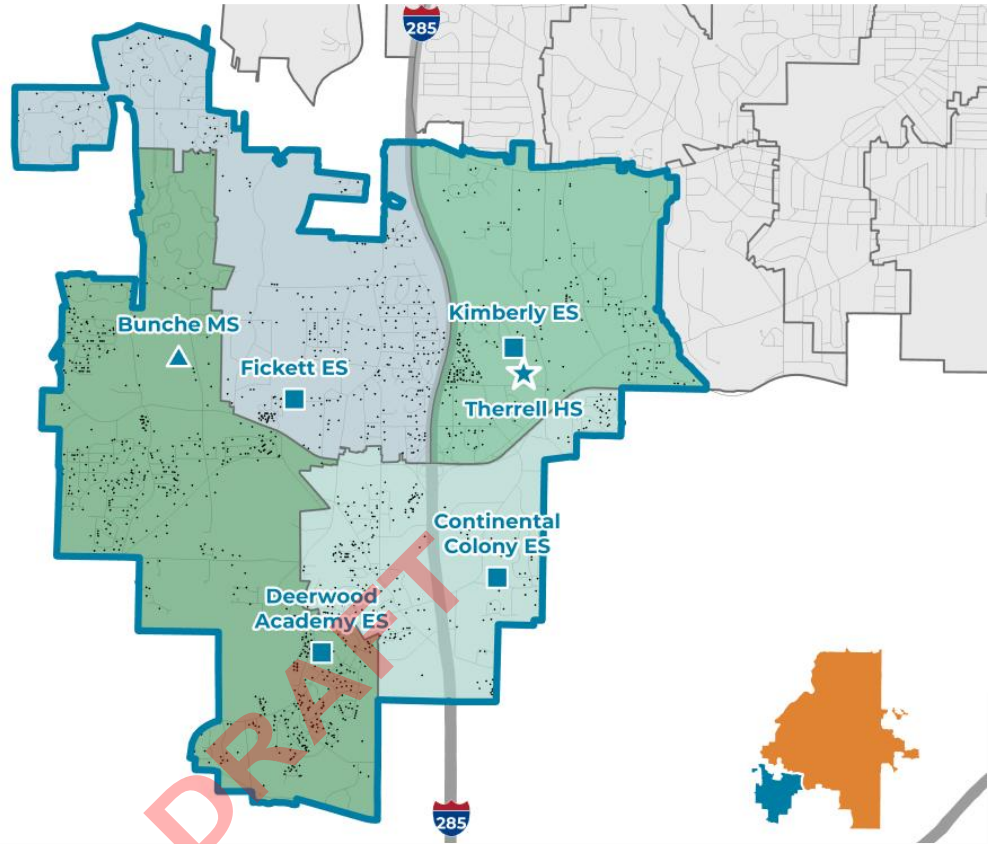 285
Bunche MS
Kimberly ES
Fickett ES
Therrell HS
Continental
Colony ES
Deerwood
Academy ES
DRAFT
285